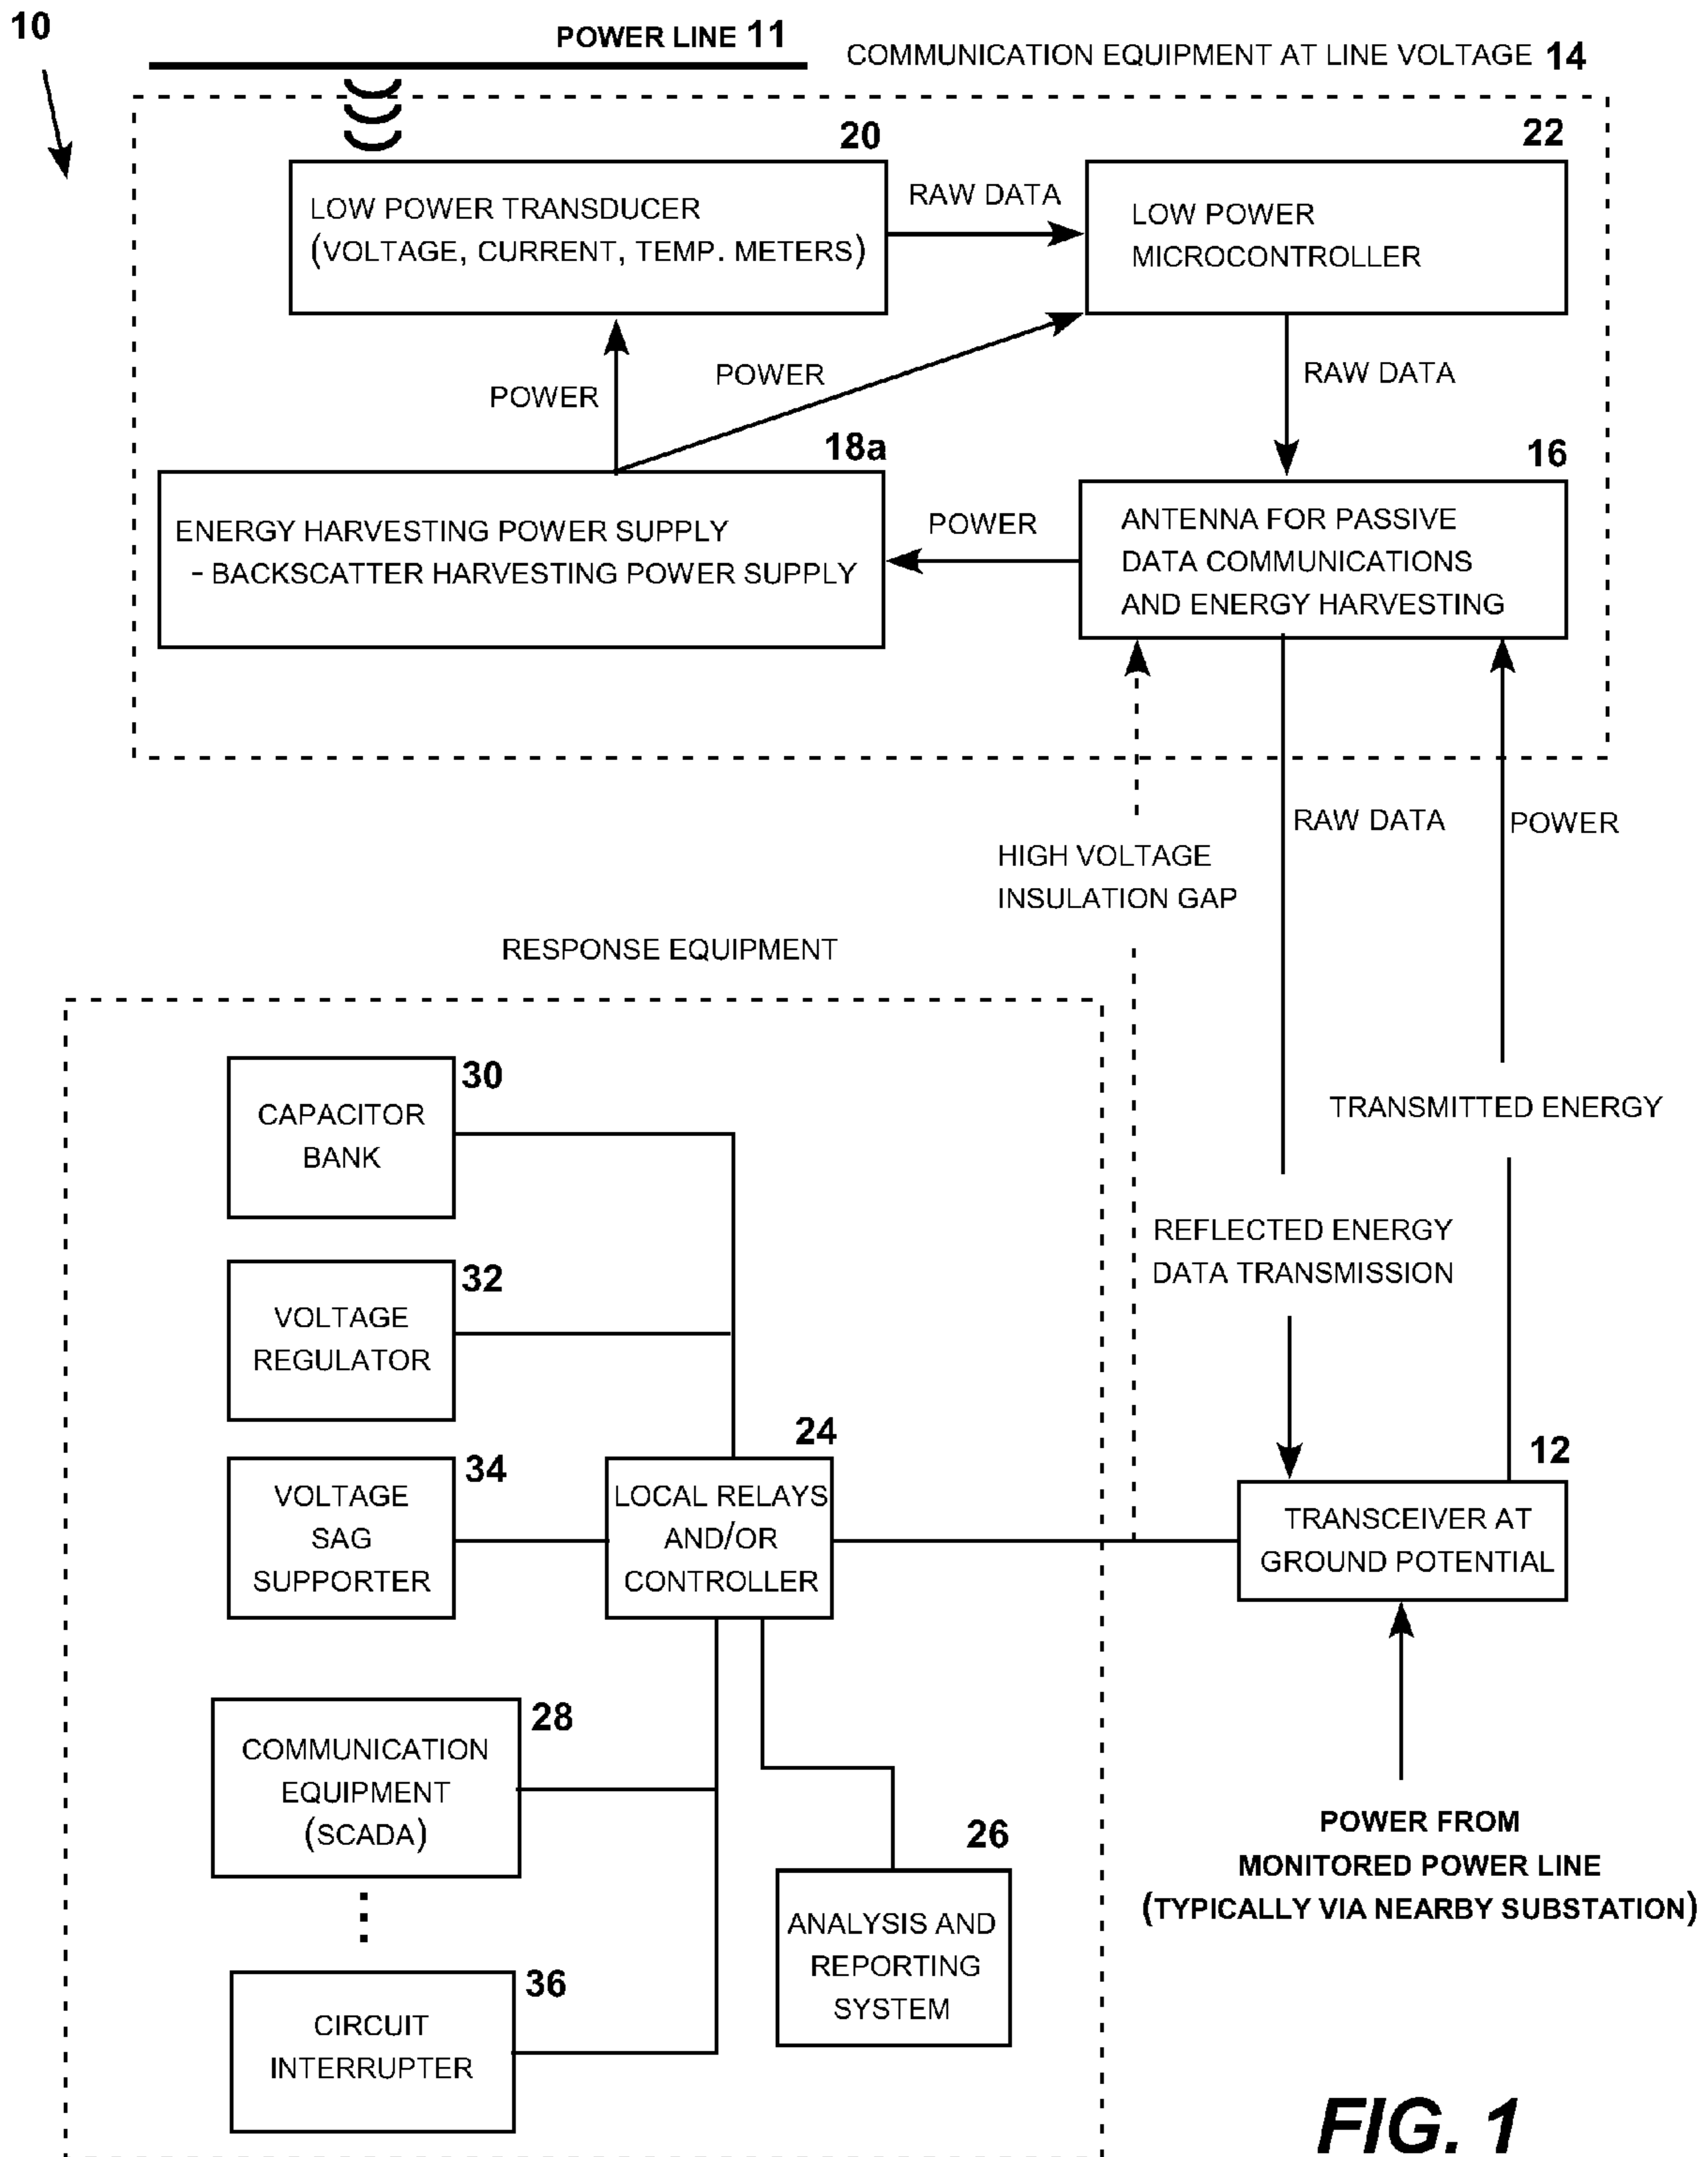 10
POWER LINE 11
COMMUNICATION EQUIPMENT AT LINE VOLTAGE 14
20
22
LOW POWER TRANSDUCER
(VOLTAGE, CURRENT, TEMP. METERS)
RAW DATA
LOW POWER
MICROCONTROLLER
POWER
POWER
RAW DATA
18a
16
ENERGY HARVESTING POWER SUPPLY
- BACKSCATTER HARVESTING POWER SUPPLY
POWER
ANTENNA FOR PASSIVE
DATA COMMUNICATIONS
AND ENERGY HARVESTING
RAW DATA
POWER
HIGH VOLTAGE
INSULATION GAP
RESPONSE EQUIPMENT
30
CAPACITOR
BANK
TRANSMITTED ENERGY
REFLECTED ENERGY
DATA TRANSMISSION
32
VOLTAGE
REGULATOR
34
VOLTAGE
SAG
SUPPORTER
24
LOCAL RELAYS
AND/OR
CONTROLLER
12
TRANSCEIVER AT
GROUND POTENTIAL
28
COMMUNICATION
EQUIPMENT
(SCADA)
26
ANALYSIS AND
REPORTING
SYSTEM
POWER FROM
MONITORED POWER LINE
(TYPICALLY VIA NEARBY SUBSTATION)
36
CIRCUIT
INTERRUPTER
FIG. 1